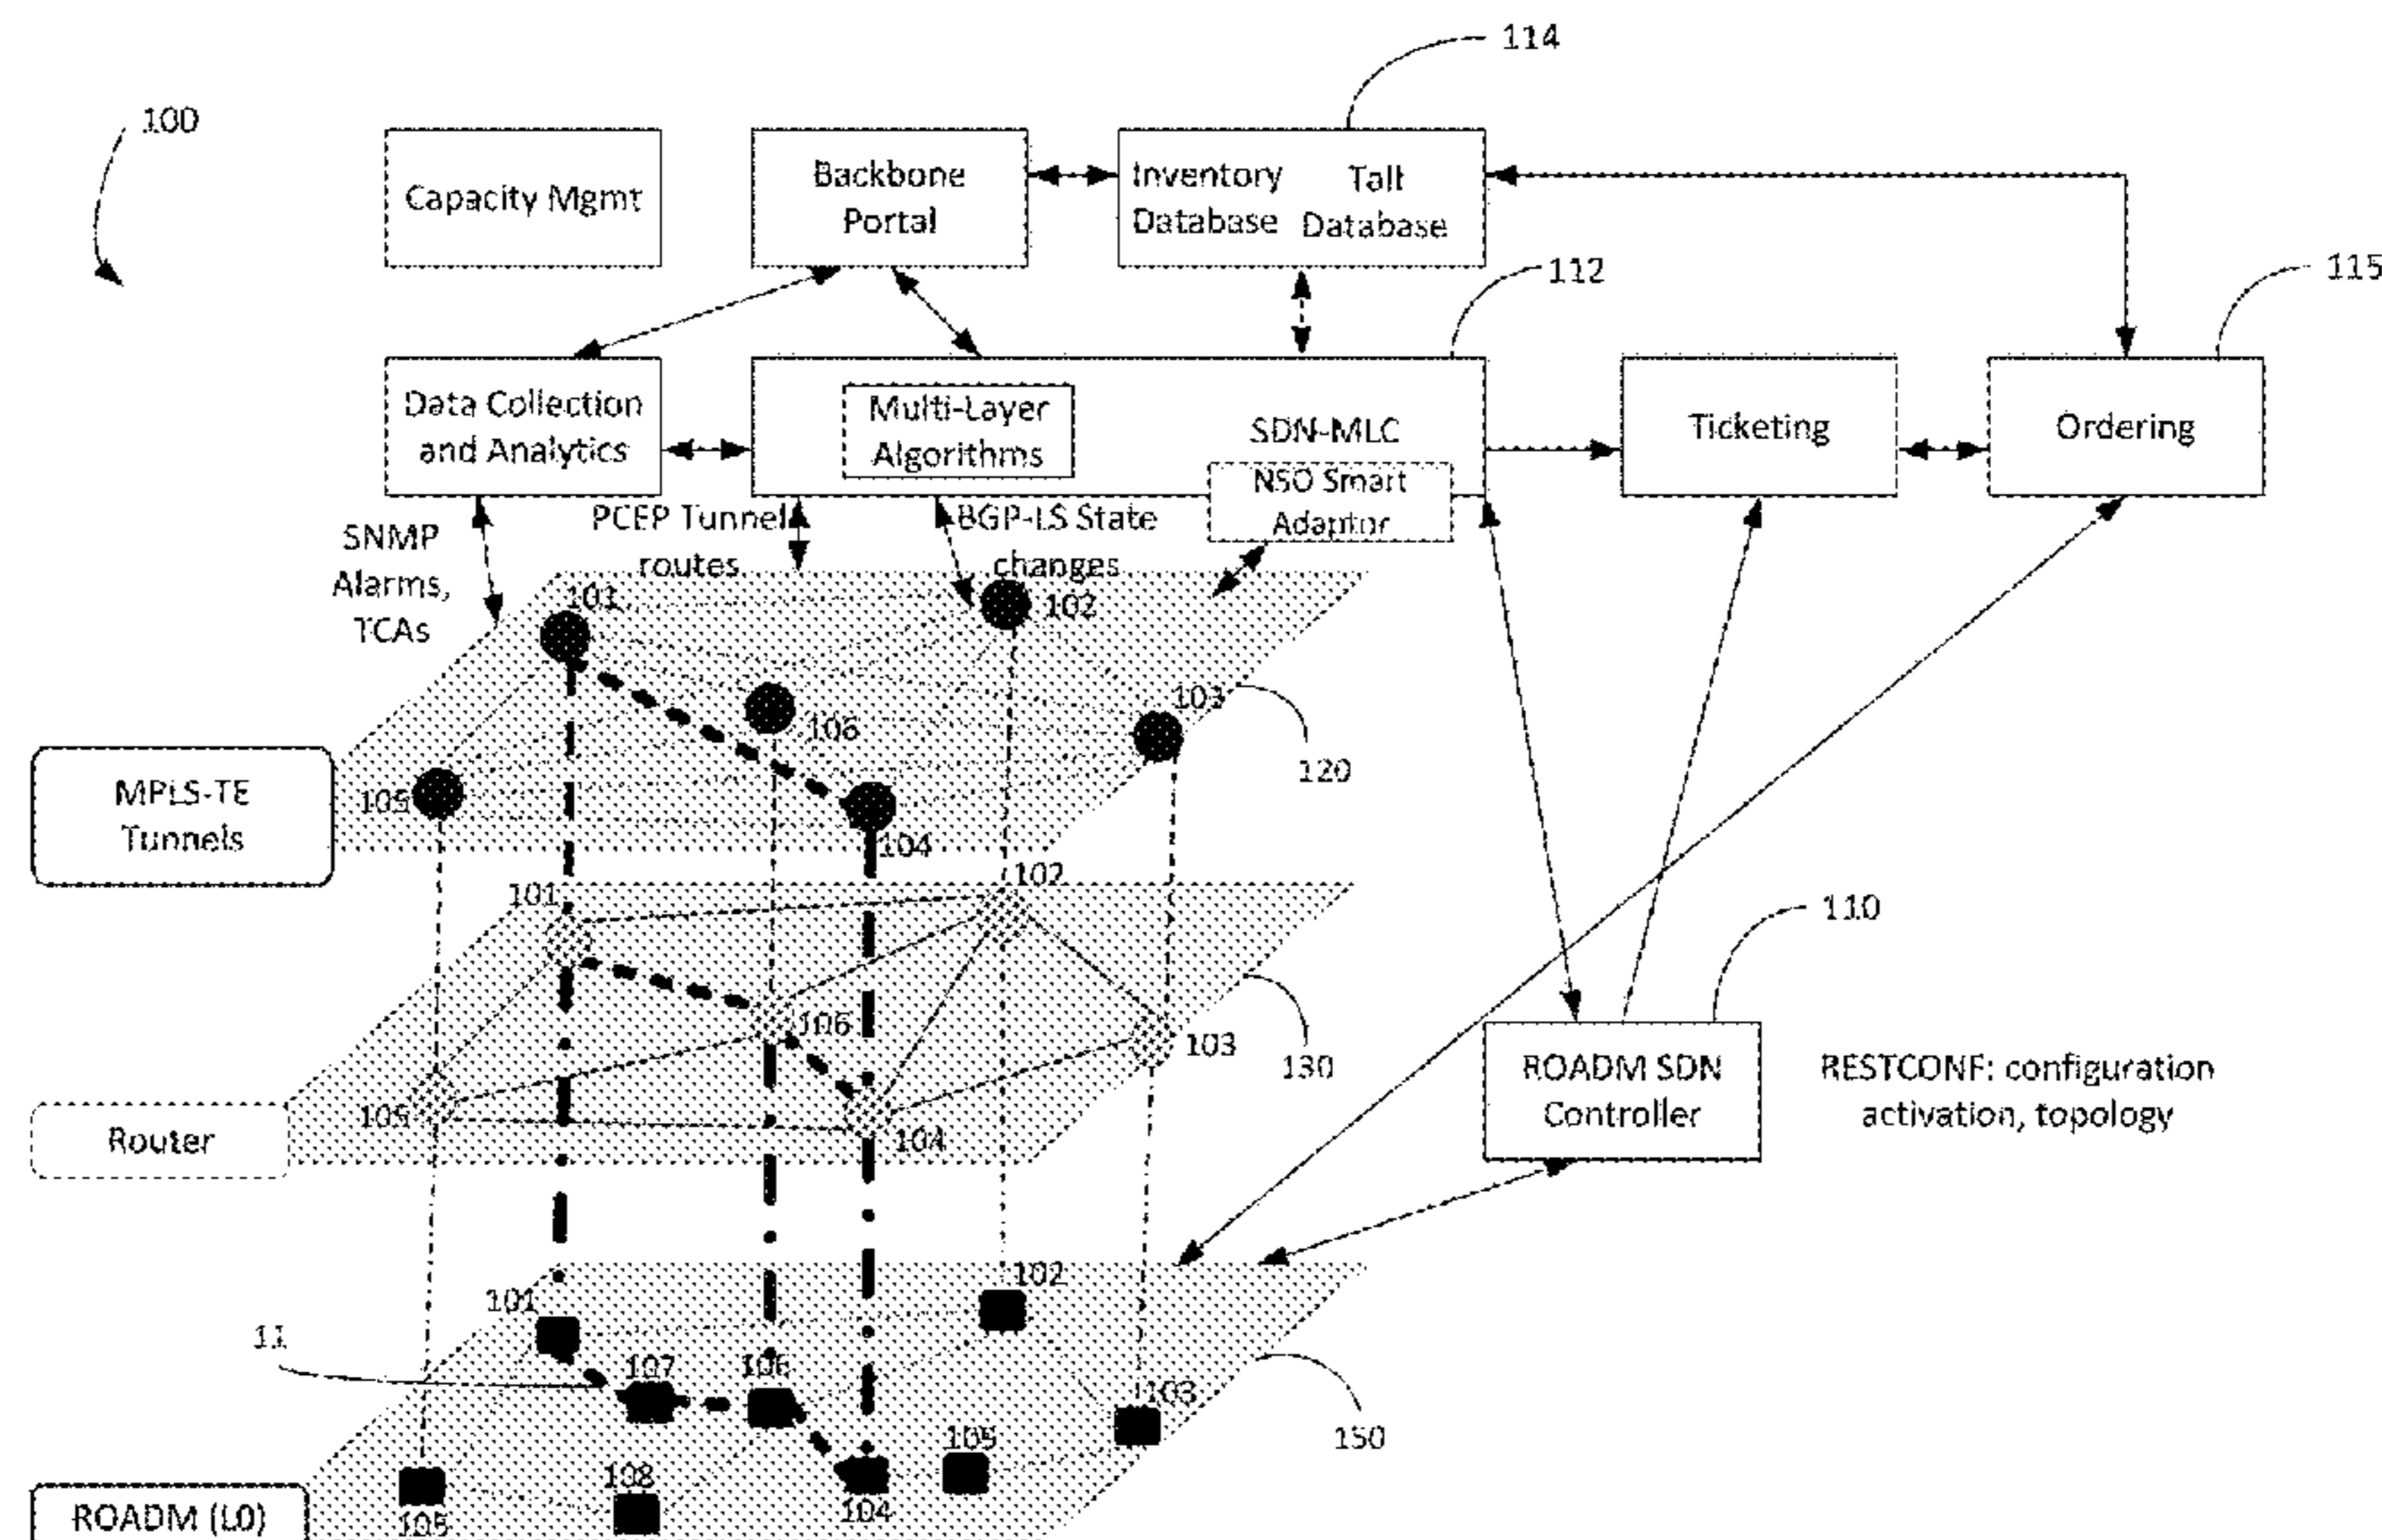 114
100
Capacity Mgmt
Backbone
Portal
Inventory
Database
Talt
Database
112
115
Data Collection
and Analytics
Multi-Layer
Algorithms
SDN-MLC
NSO Smart
Adaptor
Ticketing
Ordering
SNMP
Alarms,
TCAs
PCEP Tunnel
routes
BGP-LS State
changes
101
102
106
103
105
104
120
MPLS-TE
Tunnels
101
102
106
103
105
104
130
Router
110
ROADM SDN
Controller
RESTCONF: configuration
activation, topology
101
102
11
107
106
103
109
108
104
105
150
ROADM (L0)